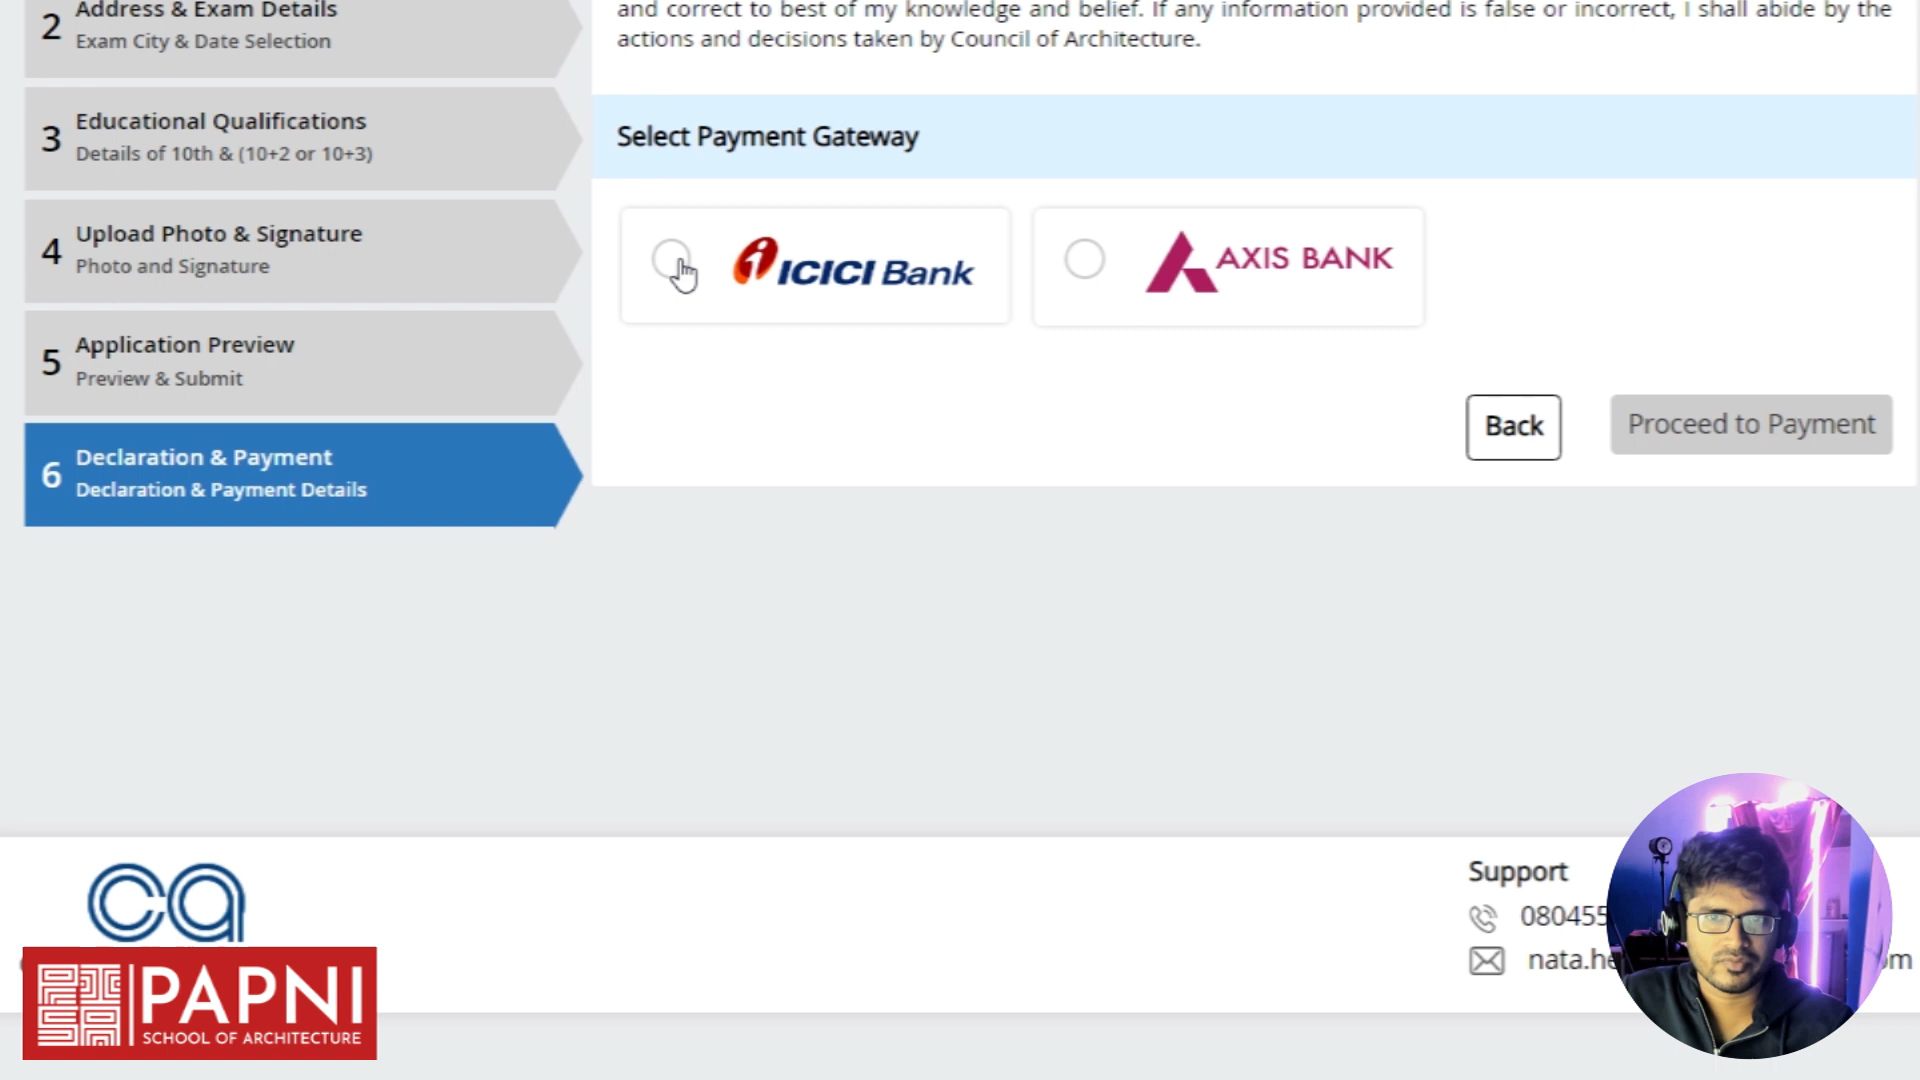 2 Address & Exam Details
Exam City & Date Selection
3 Educational Qualifications
Details of 10th & (10+2 or 10+3)
4 Upload Photo & Signature
Photo and Signature
5 Application Preview
Preview & Submit
6 Declaration & Payment
Declaration & Payment Details
and correct to best of my knowledge and belief. If any information provided is false or incorrect, I shall abide by the
actions and decisions taken by Council of Architecture.
Select Payment Gateway
ICICI Bank
AXIS BANK
Back
Proceed to Payment
ca
PAPNI
SCHOOL OF ARCHITECTURE
Support
080455
nata.he